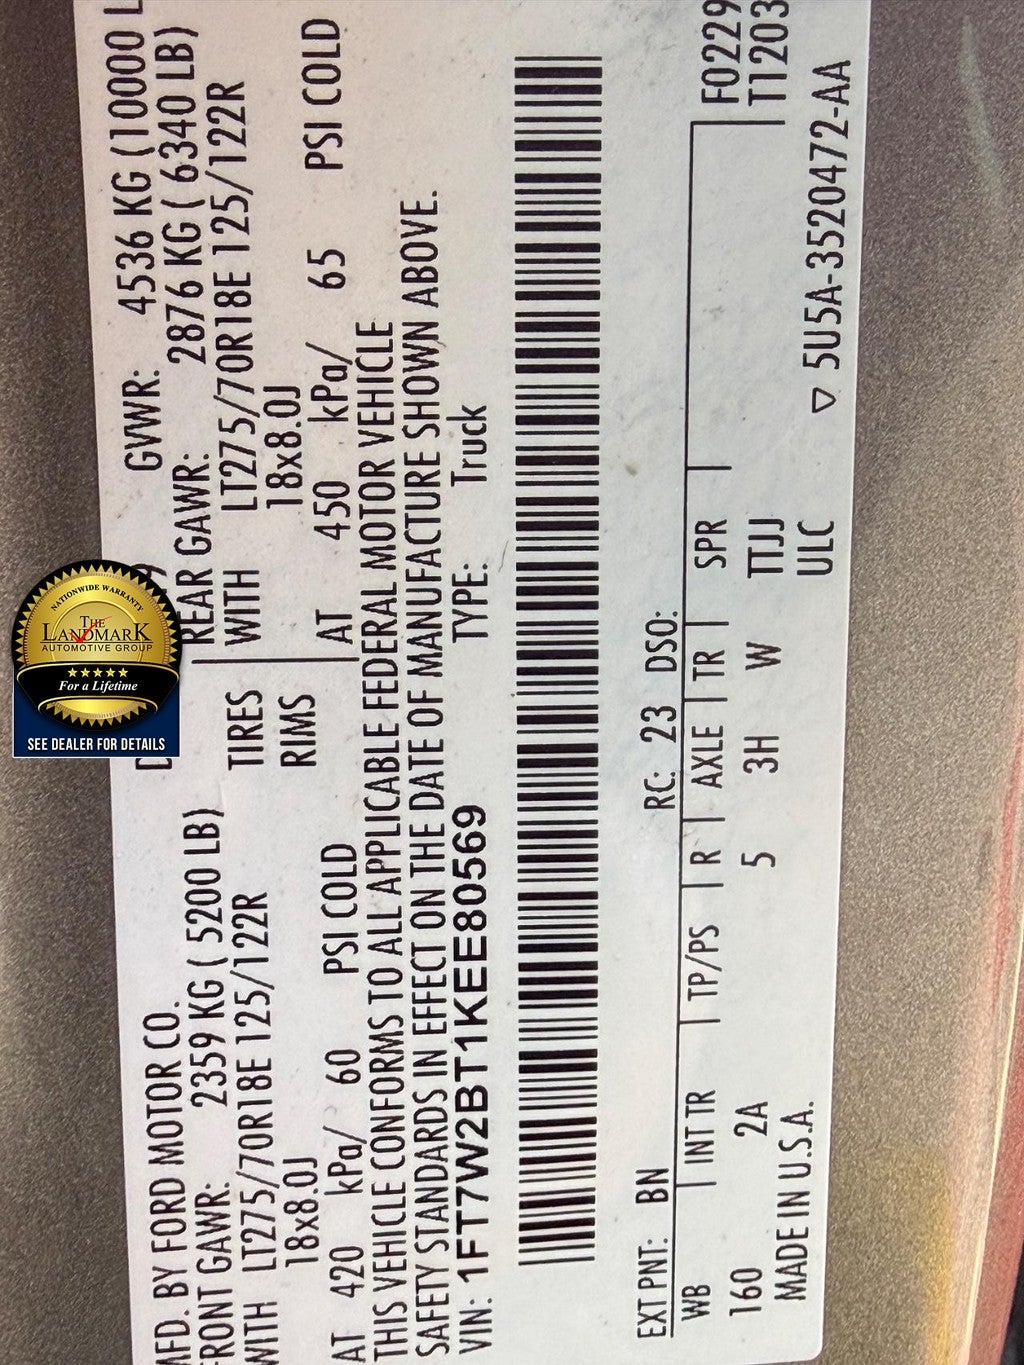 MFD. BY FORD MOTOR CO.
GVWR: 4536 KG (10000 L
FRONT GAWR: 2359 KG ( 5200 LB)
REAR GAWR: 2876 KG ( 6340 LB)
WITH LT275/70R18E 125/122R
TIRES
WITH LT275/70R18E 125/122R
18x8.0J
RIMS
18x8.0J
AT 420 kPa/ 60 PSI COLD
AT 450 kPa/ 65 PSI COLD
THIS VEHICLE CONFORMS TO ALL APPLICABLE FEDERAL MOTOR VEHICLE
SAFETY STANDARDS IN EFFECT ON THE DATE OF MANUFACTURE SHOWN ABOVE.
VIN: 1FT7W2BT1KEE80569
TYPE: Truck
EXT PNT: BN RC: 23 DSO:
WB INT TR TP/PS R AXLE TR SPR F0229
160 2A 5 3H W TTJJ T1203
ULC
MADE IN U.S.A. ▽ 5U5A-3520472-AA
NATIONWIDE WARRANTY
THE
LANDMARK
AUTOMOTIVE GROUP
For a Lifetime
SEE DEALER FOR DETAILS